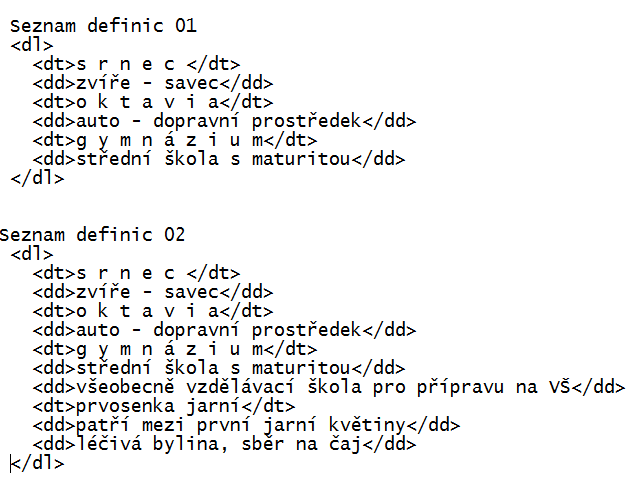 Seznam definic 01
<dl>
<dt>s r n e c </dt>
<dd>zvíře - savec</dd>
<dt>o k t a v i a</dt>
<dd>auto - dopravní prostředek</dd>
<dt>g y m n á z i u m</dt>
<dd>střední škola s maturitou</dd>
</dl>
Seznam definic 02
<dl>
<dt>s r n e c </dt>
<dd>zvíře - savec</dd>
<dt>o k t a v i a</dt>
<dd>auto - dopravní prostředek</dd>
<dt>g y m n á z i u m</dt>
<dd>střední škola s maturitou</dd>
<dd>všeobecně vzdělávací škola pro přípravu na VŠ</dd>
<dt>prvosenka jarní</dt>
<dd>patří mezi první jarní květiny</dd>
<dd>léčivá bylina, sběr na čaj</dd>
</dl>